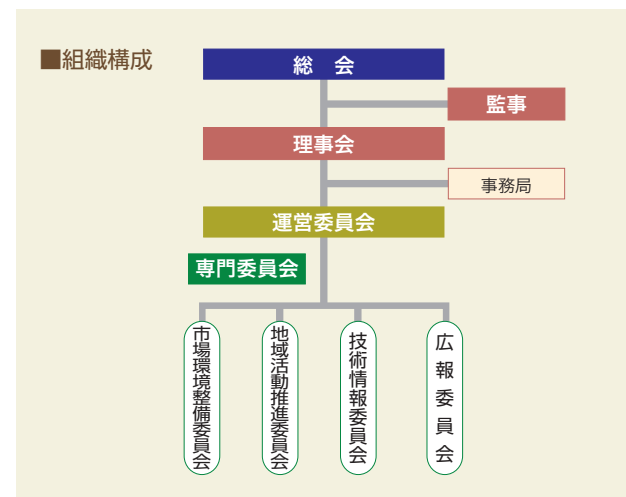 ■組織構成
総　会
監事
理事会
事務局
運営委員会
専門委員会
市場環境整備委員会
地域活動推進委員会
技術情報委員会
広報委員会